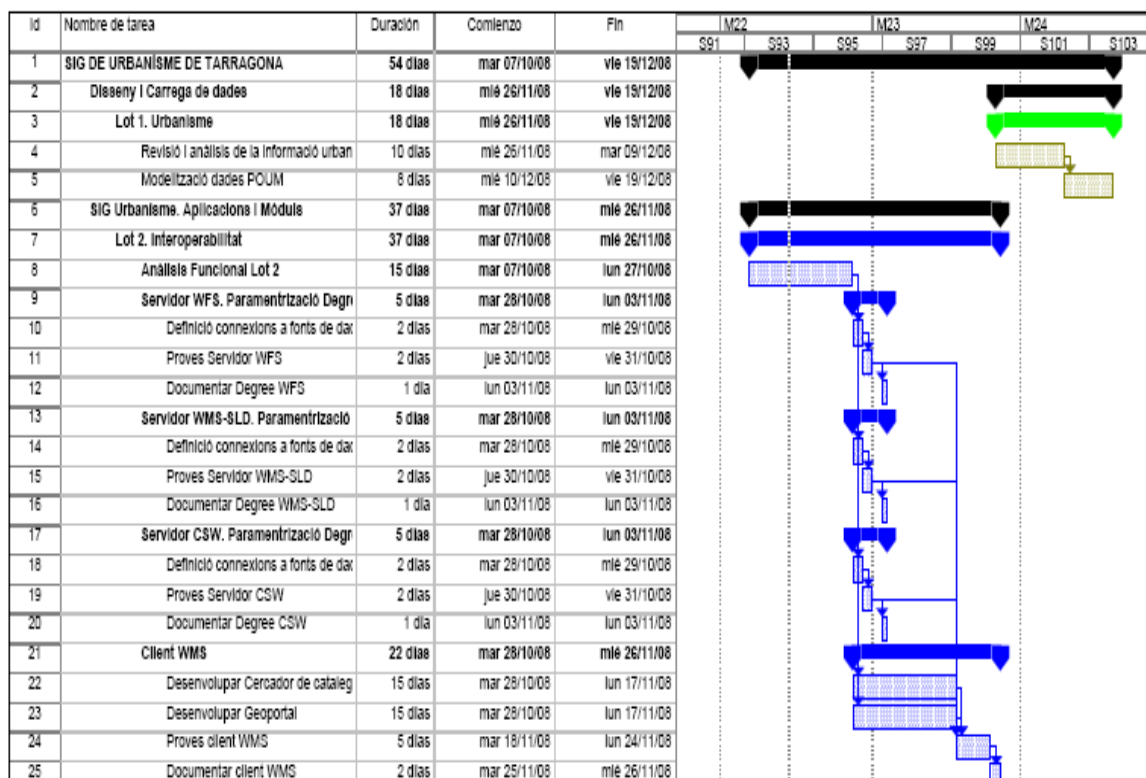 Id Nombre de tarea Duración Comienzo Fin M22 M23 M24
S91 S93 S95 S97 S99 S101 S103
1 SIG DE URBANÍSME DE TARRAGONA 54 días mar 07/10/08 vie 19/12/08
2 Disseny i Carrega de dades 18 días mié 26/11/08 vie 19/12/08
3 Lot 1. Urbanisme 18 días mié 26/11/08 vie 19/12/08
4 Revisió i anàlisis de la informació urban 10 días mié 26/11/08 mar 09/12/08
5 Modelització dades POUM 8 días mié 10/12/08 vie 19/12/08
6 SIG Urbanisme. Aplicacions i Mòduls 37 días mar 07/10/08 mié 26/11/08
7 Lot 2. Interoperabilitat 37 días mar 07/10/08 mié 26/11/08
8 Anàlisis Funcional Lot 2 15 días mar 07/10/08 lun 27/10/08
9 Servidor WFS. Paramentrizació Degr 5 días mar 28/10/08 lun 03/11/08
10 Definició connexions a fonts de da 2 días mar 28/10/08 mié 29/10/08
11 Proves Servidor WFS 2 días jue 30/10/08 vie 31/10/08
12 Documentar Degree WFS 1 día lun 03/11/08 lun 03/11/08
13 Servidor WMS-SLD. Paramentrizació 5 días mar 28/10/08 lun 03/11/08
14 Definició connexions a fonts de da 2 días mar 28/10/08 mié 29/10/08
15 Proves Servidor WMS-SLD 2 días jue 30/10/08 vie 31/10/08
16 Documentar Degree WMS-SLD 1 día lun 03/11/08 lun 03/11/08
17 Servidor CSW. Paramentrizació Degr 5 días mar 28/10/08 lun 03/11/08
18 Definició connexions a fonts de da 2 días mar 28/10/08 mié 29/10/08
19 Proves Servidor CSW 2 días jue 30/10/08 vie 31/10/08
20 Documentar Degree CSW 1 día lun 03/11/08 lun 03/11/08
21 Client WMS 22 días mar 28/10/08 mié 26/11/08
22 Desenvolupar Cercador de catàleg 15 días mar 28/10/08 lun 17/11/08
23 Desenvolupar Geoportal 15 días mar 28/10/08 lun 17/11/08
24 Proves client WMS 5 días mar 18/11/08 lun 24/11/08
25 Documentar client WMS 2 días mar 25/11/08 mié 26/11/08